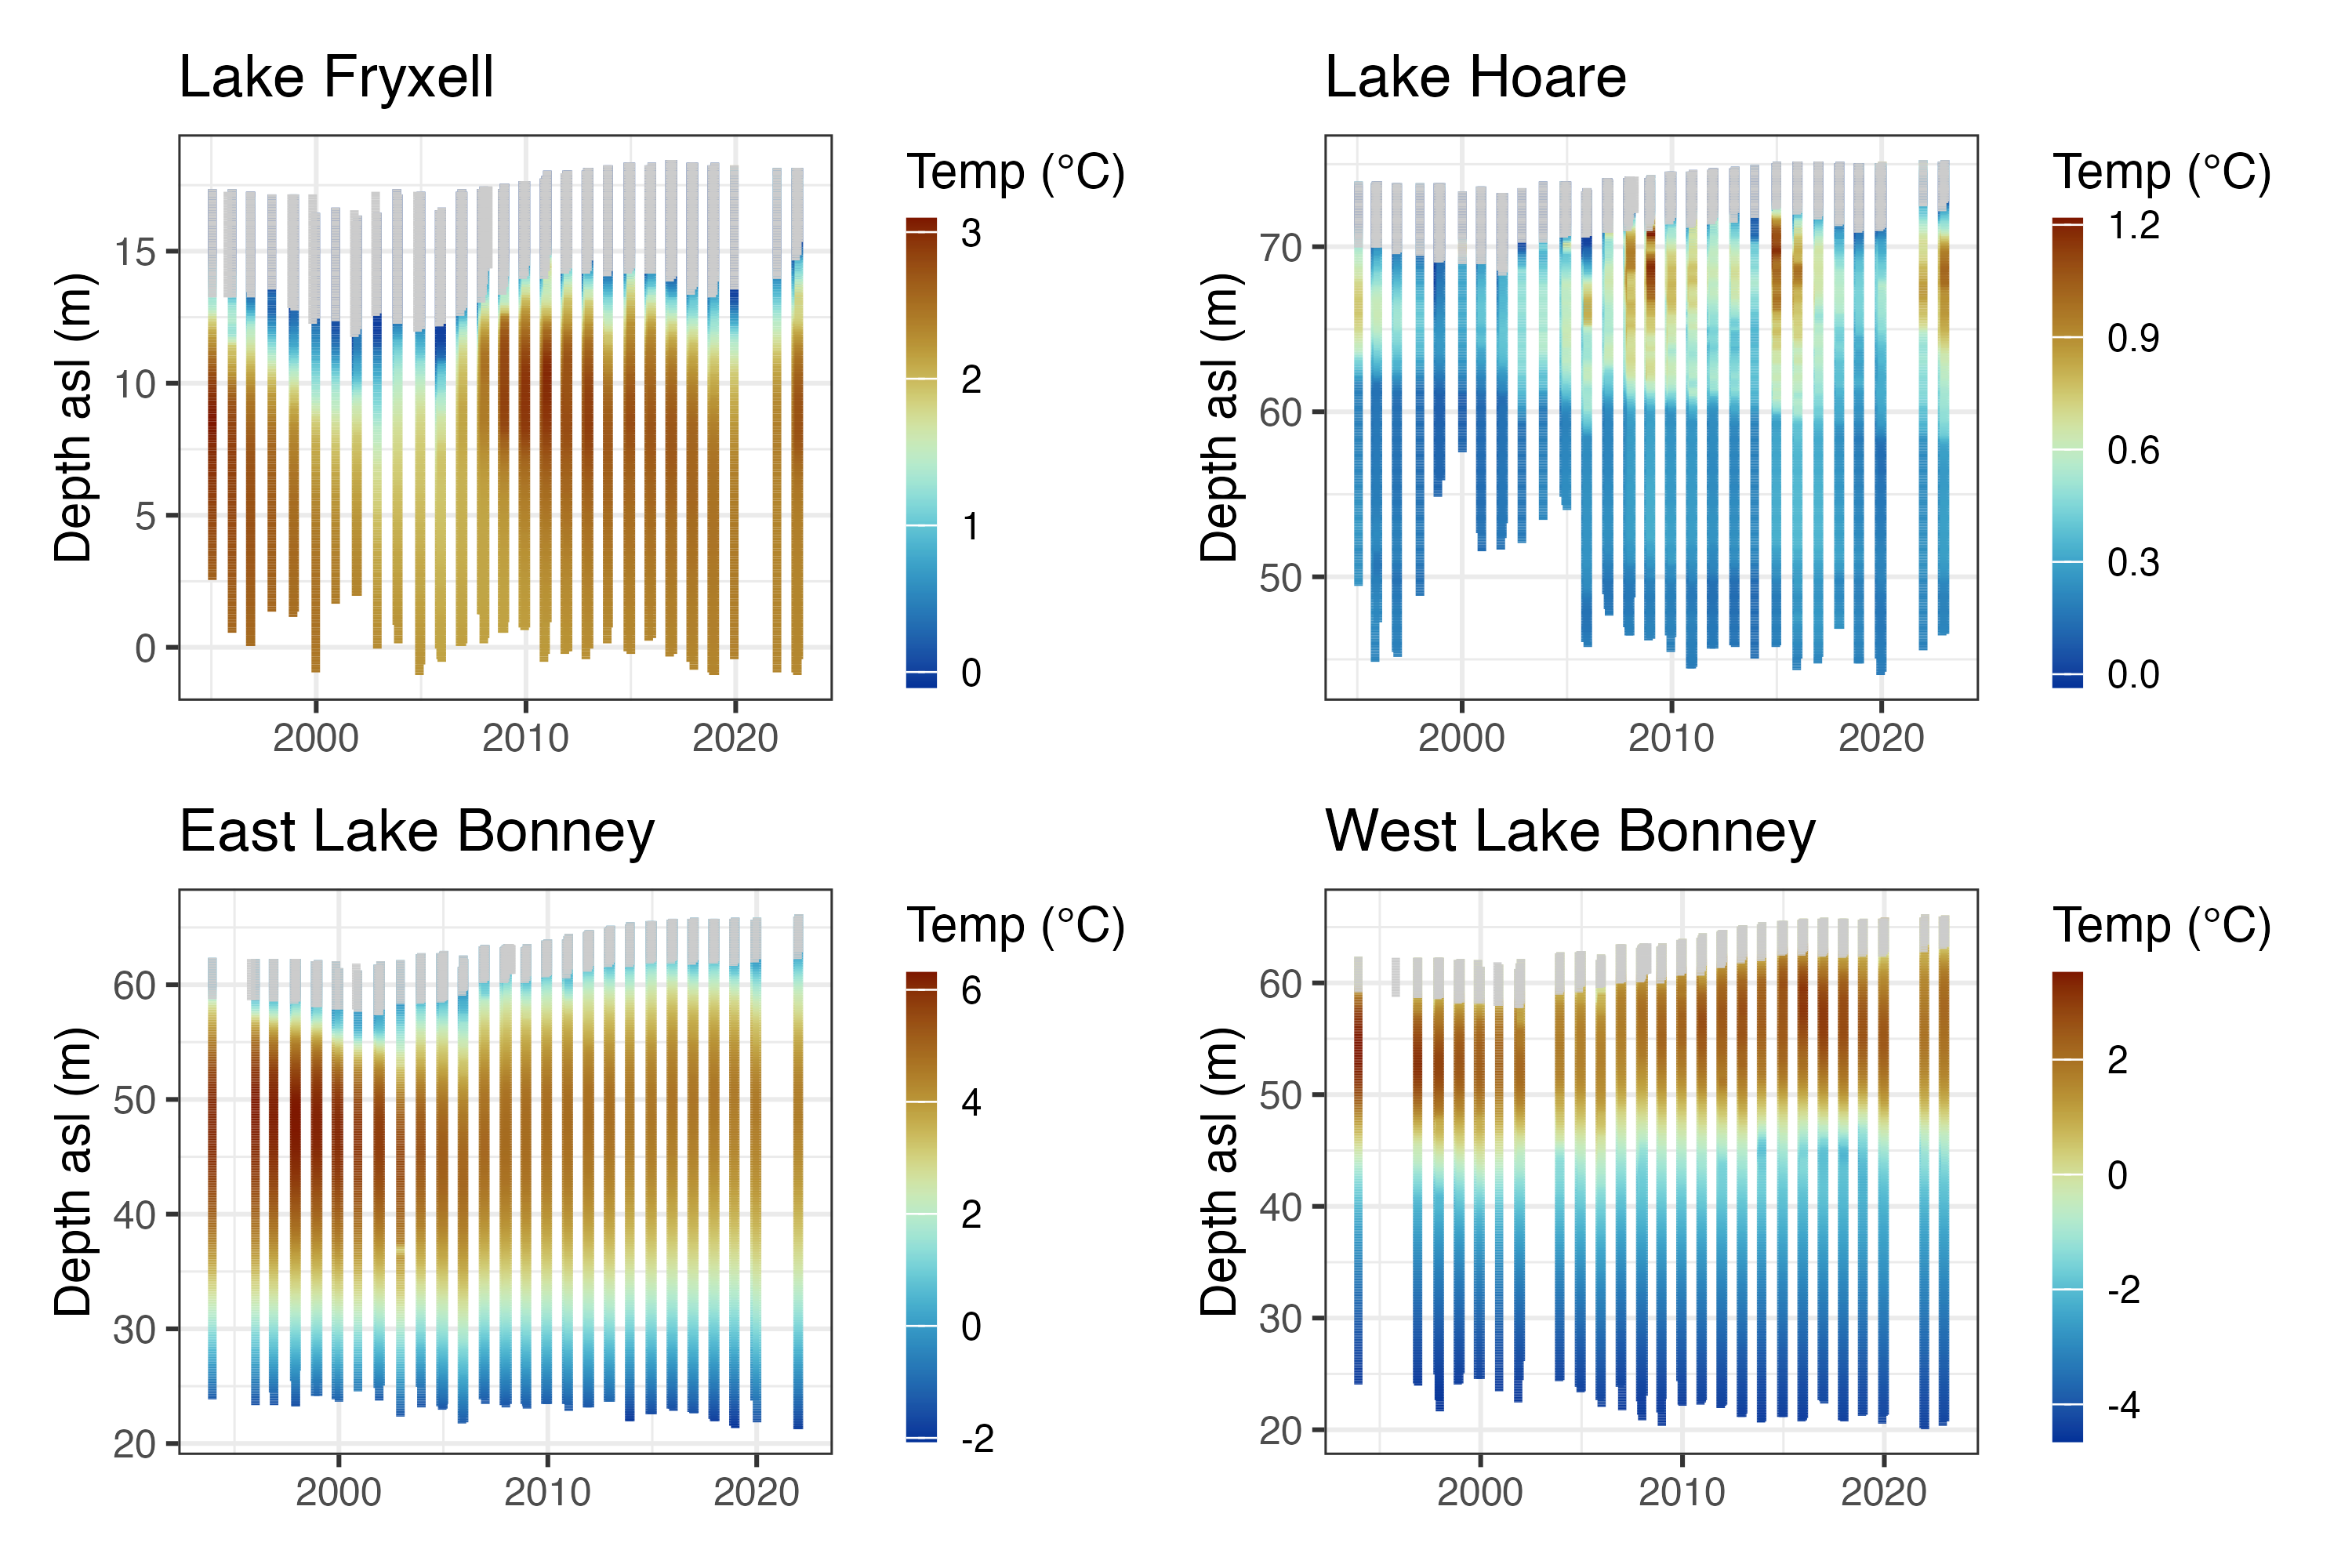 Lake Fryxell
Depth asl (m)
15
10
5
0
2000 2010 2020
Temp (°C)
3
2
1
0
Lake Hoare
Depth asl (m)
70
60
50
2000 2010 2020
Temp (°C)
1.2
0.9
0.6
0.3
0.0
East Lake Bonney
Depth asl (m)
60
50
40
30
20
2000 2010 2020
Temp (°C)
6
4
2
0
-2
West Lake Bonney
Depth asl (m)
60
50
40
30
20
2000 2010 2020
Temp (°C)
2
0
-2
-4